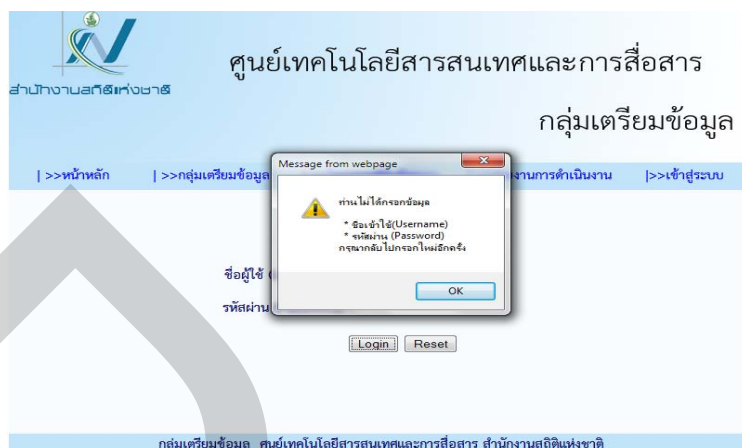 ศูนย์เทคโนโลยีสารสนเทศและการสื่อสาร
สำนักงานสถิติแห่งชาติ
กลุ่มเตรียมข้อมูล
|>>หน้าหลัก |>>กลุ่มเตรียมข้อมูล งานการดำเนินงาน |>>เข้าสู่ระบบ
Message from webpage
ท่านไม่ได้กรอกข้อมูล
* ชื่อเข้าใช้(Username)
* รหัสผ่าน (Password)
กรุณากลับไปกรอกใหม่อีกครั้ง
OK
ชื่อผู้ใช้
รหัสผ่าน
Login Reset
กลุ่มเตรียมข้อมูล ศูนย์เทคโนโลยีสารสนเทศและการสื่อสาร สำนักงานสถิติแห่งชาติ